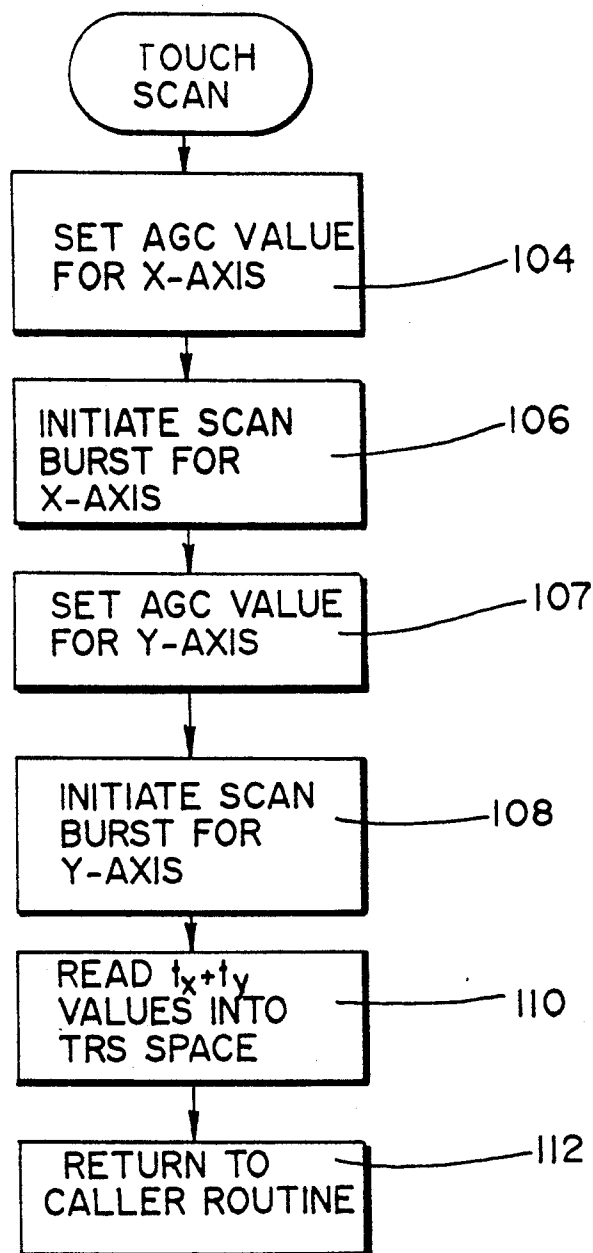 TOUCH
SCAN
SET AGC VALUE
FOR X-AXIS
104
INITIATE SCAN
BURST FOR
X-AXIS
106
SET AGC VALUE
FOR Y-AXIS
107
INITIATE SCAN
BURST FOR
Y-AXIS
108
READ tx+ty
VALUES INTO
TRS SPACE
110
RETURN TO
CALLER ROUTINE
112